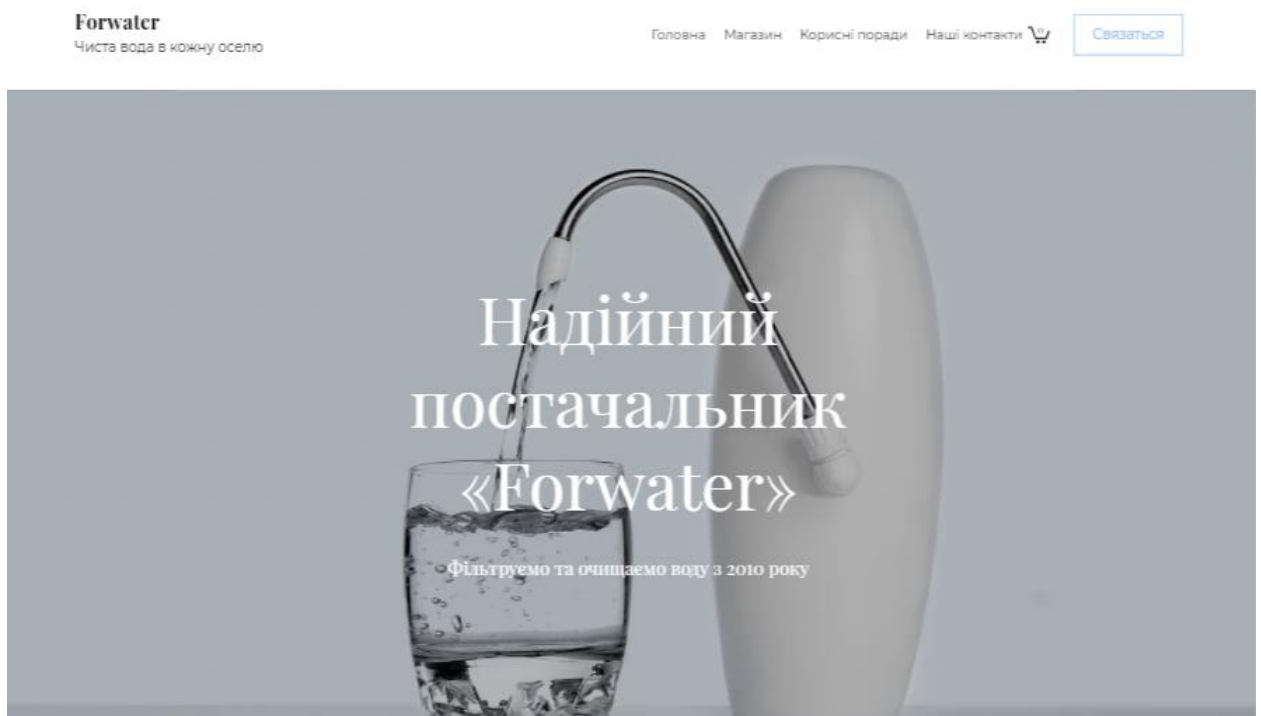 Forwater
Чиста вода в кожну оселю
Головна Магазин Корисні поради Наші контакти 0 Связаться
Надійний
постачальник
«Forwater»
Фільтруємо та очищаємо воду з 2010 року